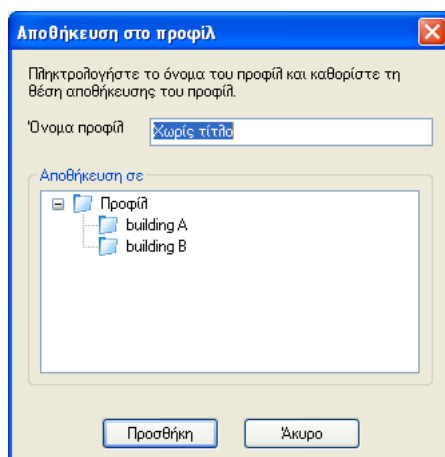 Αποθήκευση στο προφίλ
Πληκτρολογήστε το όνομα του προφίλ και καθορίστε τη
θέση αποθήκευσης του προφίλ.
Όνομα προφίλ
Χωρίς τίτλο
Αποθήκευση σε
Προφίλ
building A
building B
Προσθήκη
Άκυρο